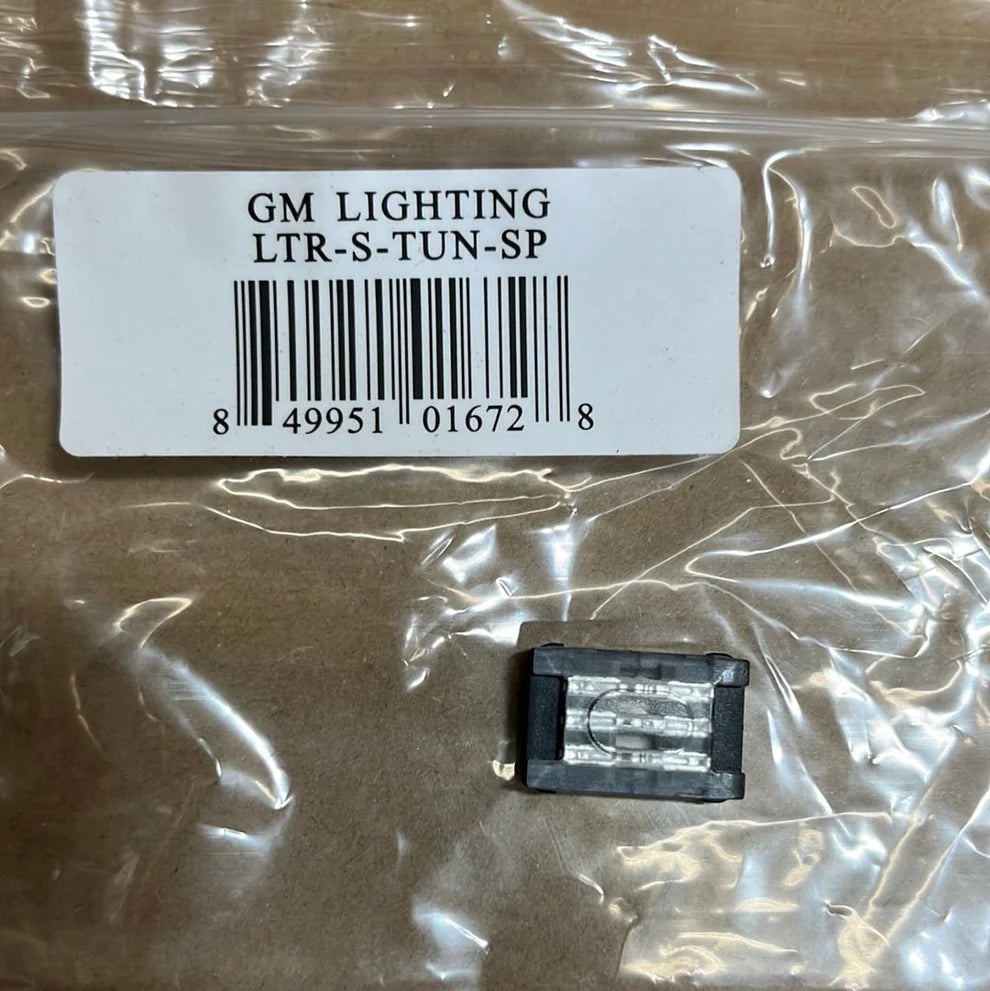 GM LIGHTING
LTR-S-TUN-SP
8 49951 01672 8